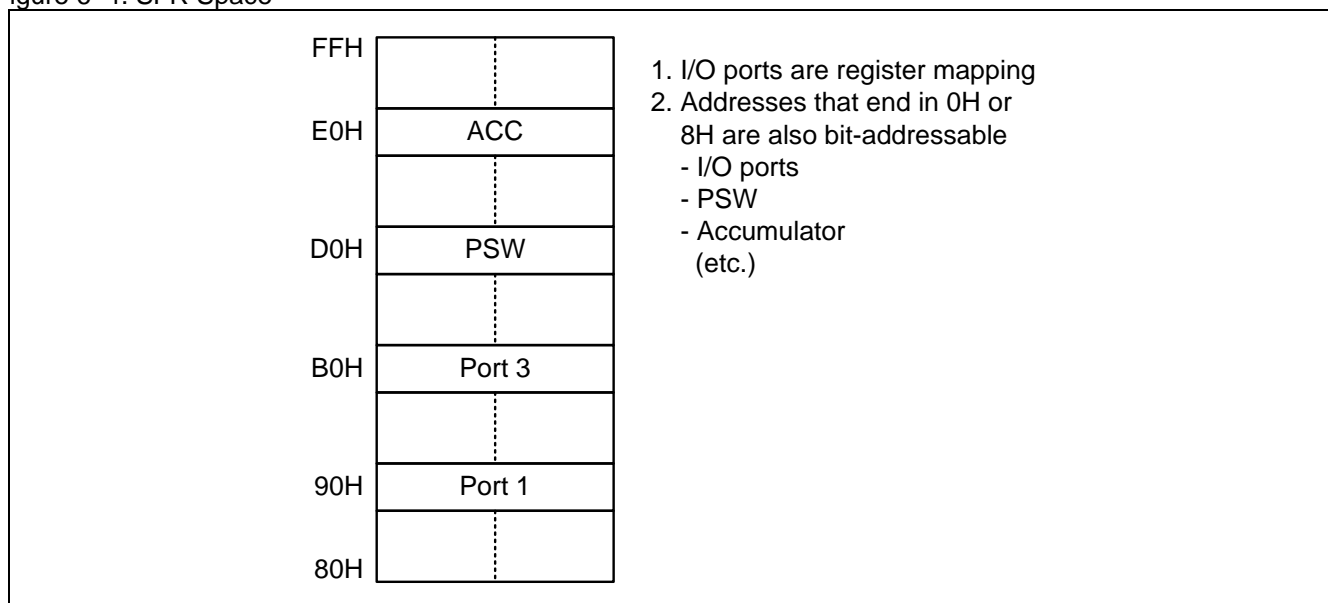 FFH
E0H ACC
D0H PSW
B0H Port 3
90H Port 1
80H
1. I/O ports are register mapping
2. Addresses that end in 0H or
8H are also bit-addressable
- I/O ports
- PSW
- Accumulator
(etc.)